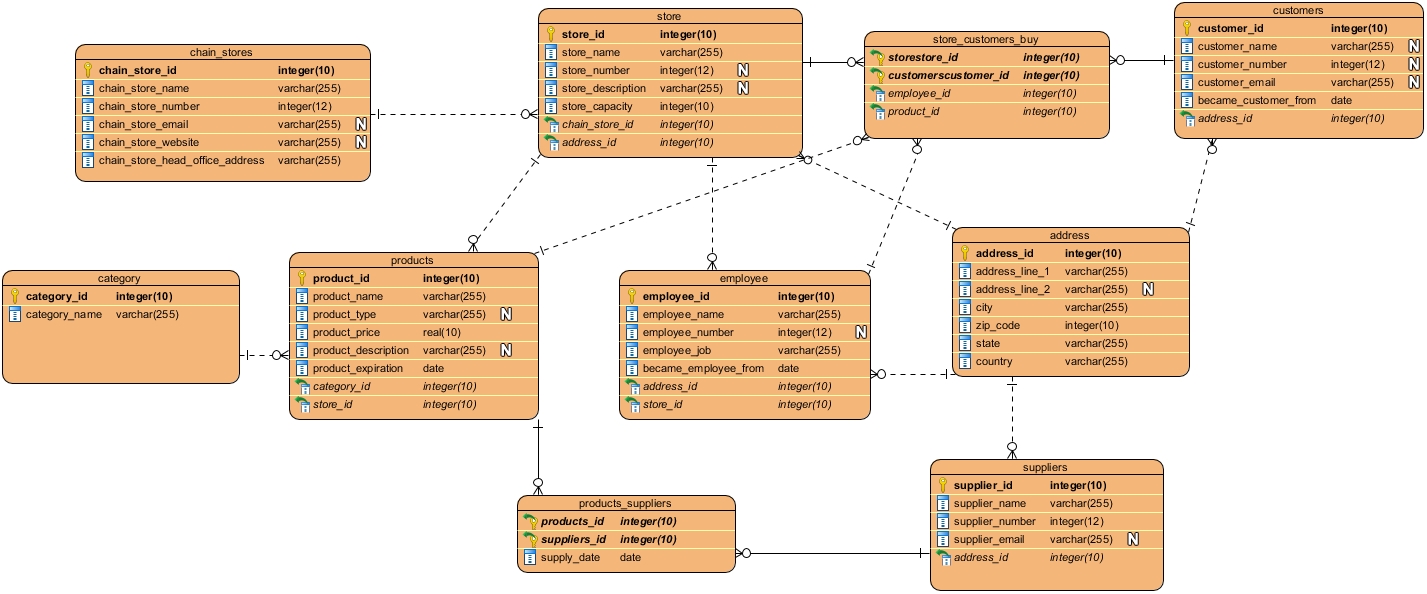 chain_stores
chain_store_id integer(10)
chain_store_name varchar(255)
chain_store_number integer(12)
chain_store_email varchar(255) N
chain_store_website varchar(255) N
chain_store_head_office_address varchar(255)
store
store_id integer(10)
store_name varchar(255)
store_number integer(12) N
store_description varchar(255) N
store_capacity integer(10)
chain_store_id integer(10)
address_id integer(10)
store_customers_buy
storestore_id integer(10)
customerscustomer_id integer(10)
employee_id integer(10)
product_id integer(10)
customers
customer_id integer(10)
customer_name varchar(255) N
customer_number integer(12) N
customer_email varchar(255) N
became_customer_from date
address_id integer(10)
category
category_id integer(10)
category_name varchar(255)
products
product_id integer(10)
product_name varchar(255)
product_type varchar(255) N
product_price real(10)
product_description varchar(255) N
product_expiration date
category_id integer(10)
store_id integer(10)
employee
employee_id integer(10)
employee_name varchar(255)
employee_number integer(12) N
employee_job varchar(255)
became_employee_from date
address_id integer(10)
store_id integer(10)
address
address_id integer(10)
address_line_1 varchar(255)
address_line_2 varchar(255) N
city varchar(255)
zip_code integer(10)
state varchar(255)
country varchar(255)
products_suppliers
products_id integer(10)
suppliers_id integer(10)
supply_date date
suppliers
supplier_id integer(10)
supplier_name varchar(255)
supplier_number integer(12)
supplier_email varchar(255) N
address_id integer(10)